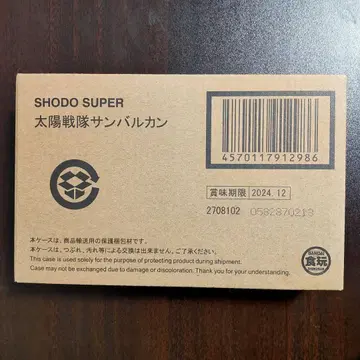 SHODO SUPER
太陽戦隊サンバルカン
4570117912986
賞味期限 2024.12
2708102 0582870213
本ケースは、商品輸送用の保護梱包材です。
本ケースは、つぶれ、汚れ等による交換は出来ません、ご了承ください。
This case is used solely for the purpose of protecting product during shipment.
Case may not be exchanged due to damage or discoloration. Thank you for your understanding.
BANDAI
食玩